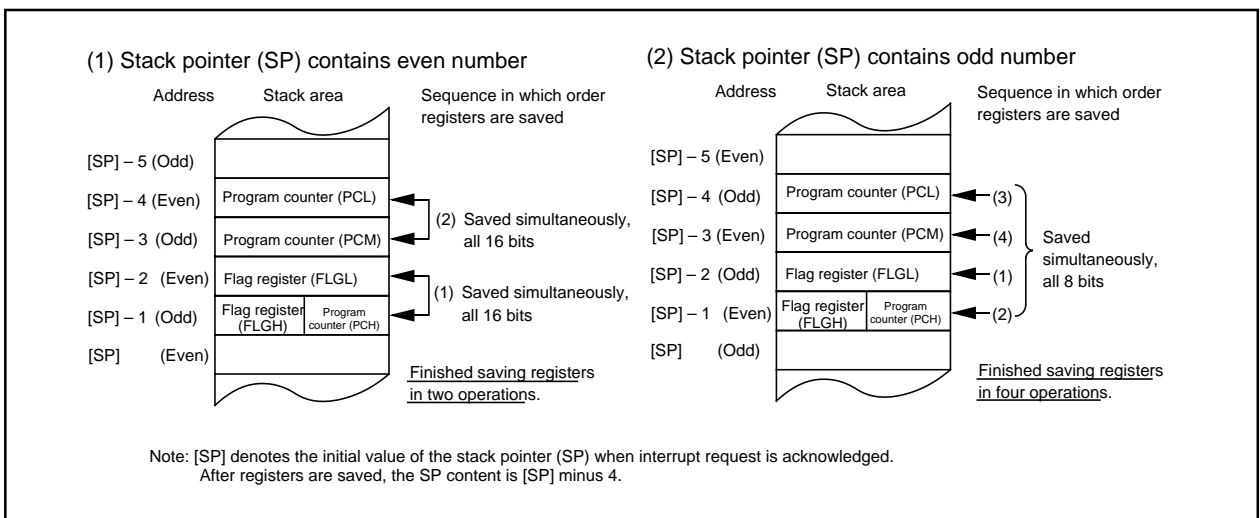 (1) Stack pointer (SP) contains even number
Address
Stack area
Sequence in which order
registers are saved
[SP] – 5 (Odd)
[SP] – 4 (Even)
Program counter (PCL)
[SP] – 3 (Odd)
Program counter (PCM)
(2) Saved simultaneously,
all 16 bits
[SP] – 2 (Even)
Flag register (FLGL)
[SP] – 1 (Odd)
Flag register
(FLGH)
Program
counter (PCH)
(1) Saved simultaneously,
all 16 bits
[SP] (Even)
Finished saving registers
in two operations.
(2) Stack pointer (SP) contains odd number
Address
Stack area
Sequence in which order
registers are saved
[SP] – 5 (Even)
[SP] – 4 (Odd)
Program counter (PCL)
(3)
[SP] – 3 (Even)
Program counter (PCM)
(4)
[SP] – 2 (Odd)
Flag register (FLGL)
(1)
[SP] – 1 (Even)
Flag register
(FLGH)
Program
counter (PCH)
(2)
Saved
simultaneously,
all 8 bits
[SP] (Odd)
Finished saving registers
in four operations.
Note: [SP] denotes the initial value of the stack pointer (SP) when interrupt request is acknowledged.
After registers are saved, the SP content is [SP] minus 4.